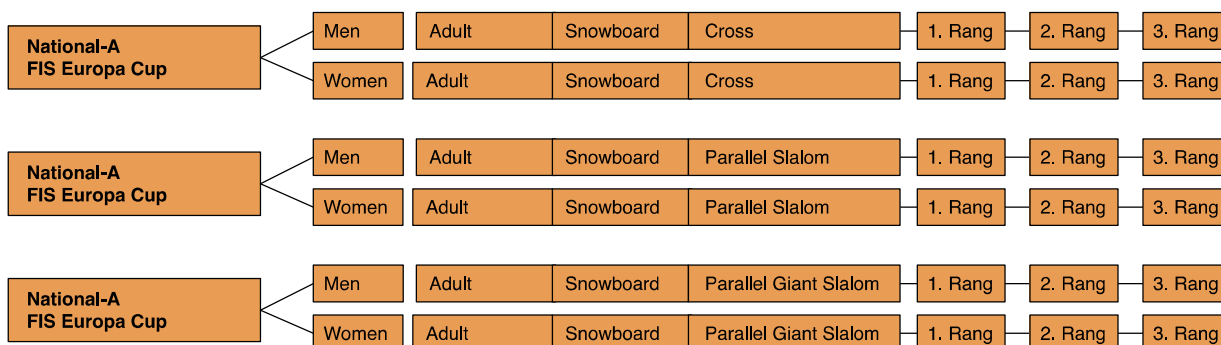 National-A
FIS Europa Cup
Men Adult Snowboard Cross 1. Rang 2. Rang 3. Rang
Women Adult Snowboard Cross 1. Rang 2. Rang 3. Rang
National-A
FIS Europa Cup
Men Adult Snowboard Parallel Slalom 1. Rang 2. Rang 3. Rang
Women Adult Snowboard Parallel Slalom 1. Rang 2. Rang 3. Rang
National-A
FIS Europa Cup
Men Adult Snowboard Parallel Giant Slalom 1. Rang 2. Rang 3. Rang
Women Adult Snowboard Parallel Giant Slalom 1. Rang 2. Rang 3. Rang